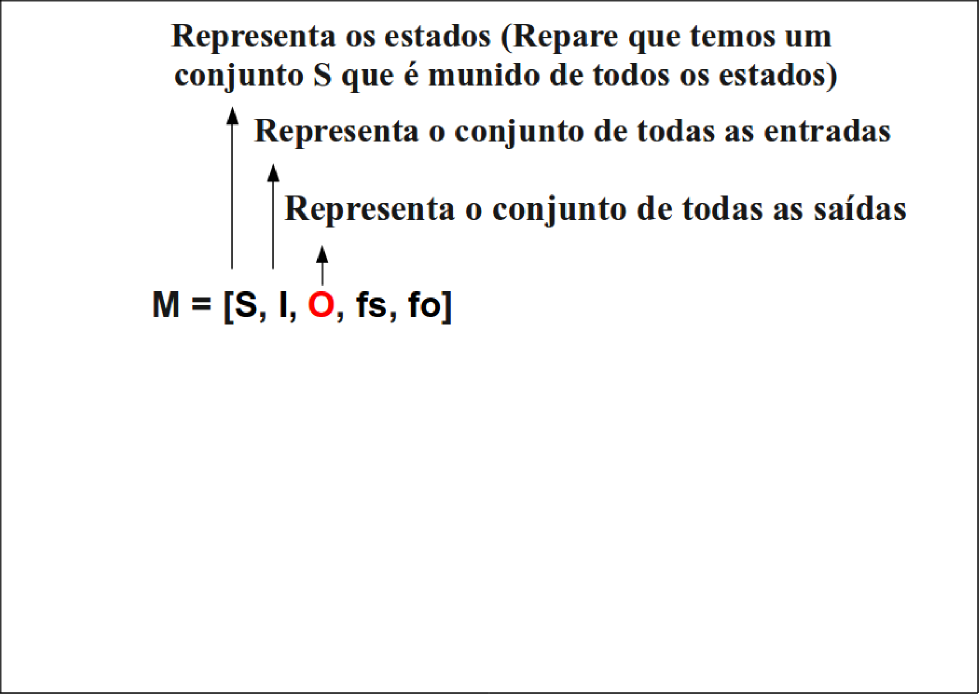 Representa os estados (Repare que temos um
conjunto S que é munido de todos os estados)
Representa o conjunto de todas as entradas
Representa o conjunto de todas as saídas
M = [S, I, O, fs, fo]